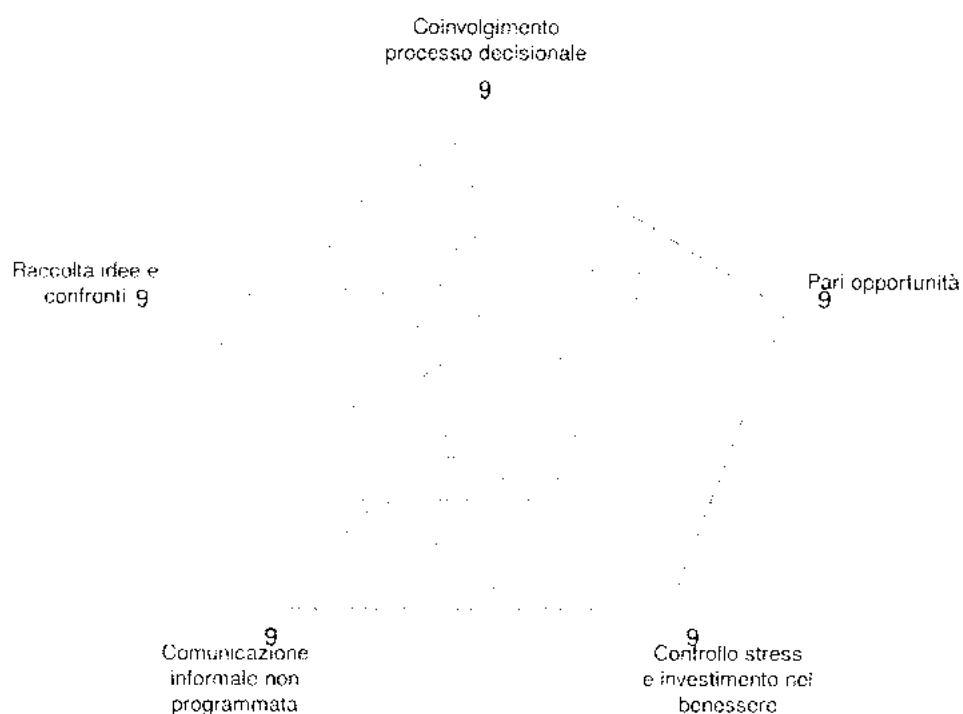 Coinvolgimento
processo decisionale
9
Raccolta idee e
confronti 9
Pari opportunità
9
9
Comunicazione
informale non
programmata
9
Controllo stress
e investimento nel
benessere